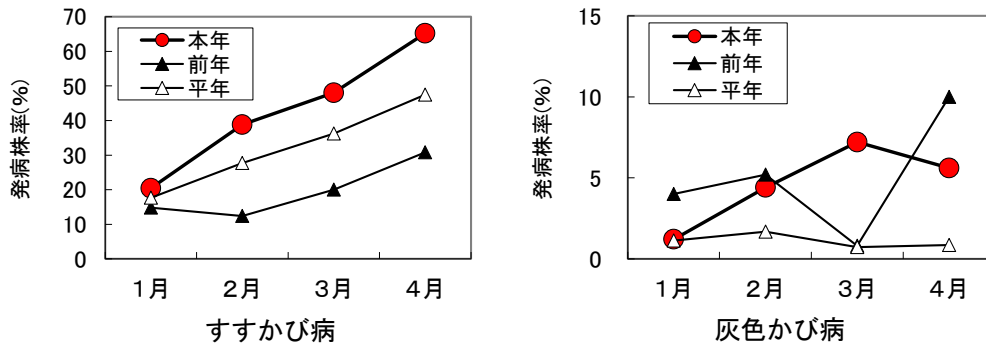 発病株率(%)
70
60
50
40
30
20
10
0
本年
前年
平年
1月 2月 3月 4月
すすかび病
発病株率(%)
15
10
5
0
本年
前年
平年
1月 2月 3月 4月
灰色かび病